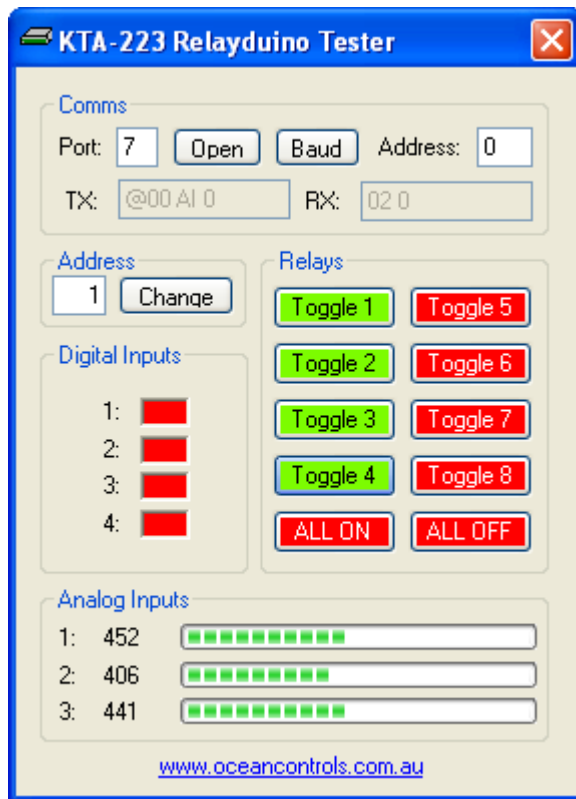 KTA-223 Relayduino Tester
Comms
Port: 7 Open Baud Address: 0
TX: @00 AI 0 RX: 02 0
Address
1 Change
Digital Inputs
1:
2:
3:
4:
Relays
Toggle 1 Toggle 5
Toggle 2 Toggle 6
Toggle 3 Toggle 7
Toggle 4 Toggle 8
ALL ON ALL OFF
Analog Inputs
1: 452
2: 406
3: 441
www.oceancontrols.com.au